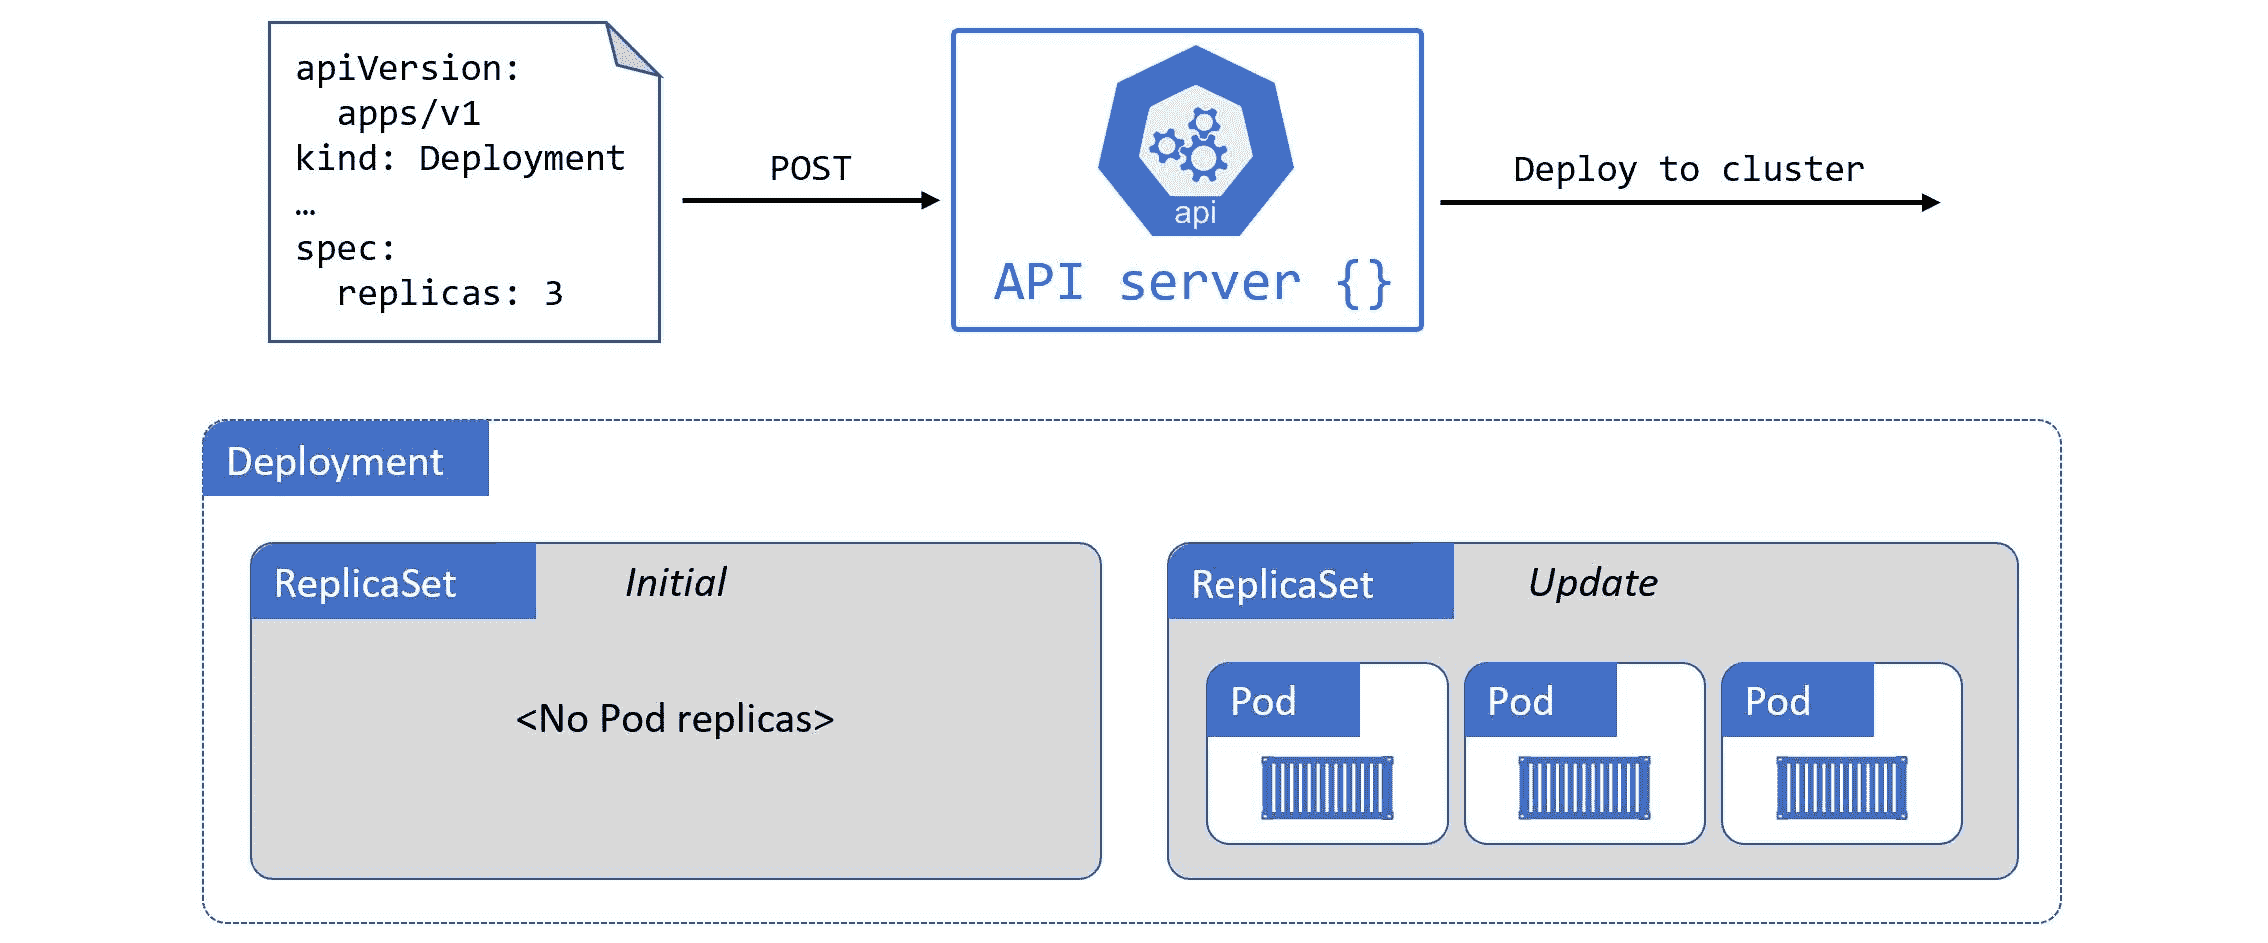 apiVersion:
apps/v1
kind: Deployment
…
spec:
replicas: 3
POST
api
API server {}
Deploy to cluster
Deployment
ReplicaSet
Initial
<No Pod replicas>
ReplicaSet
Update
Pod
Pod
Pod